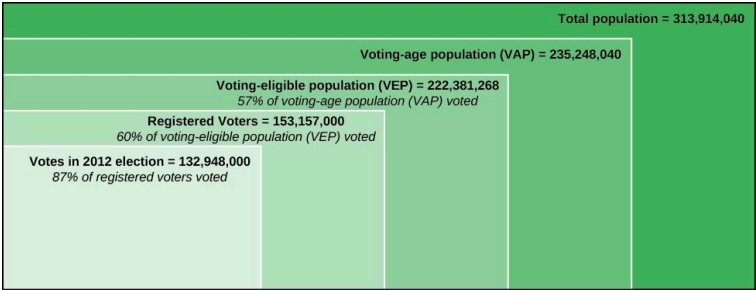 Total population = 313,914,040
Voting-age population (VAP) = 235,248,040
Voting-eligible population (VEP) = 222,381,268
57% of voting-age population (VAP) voted
Registered Voters = 153,157,000
60% of voting-eligible population (VEP) voted
Votes in 2012 election = 132,948,000
87% of registered voters voted